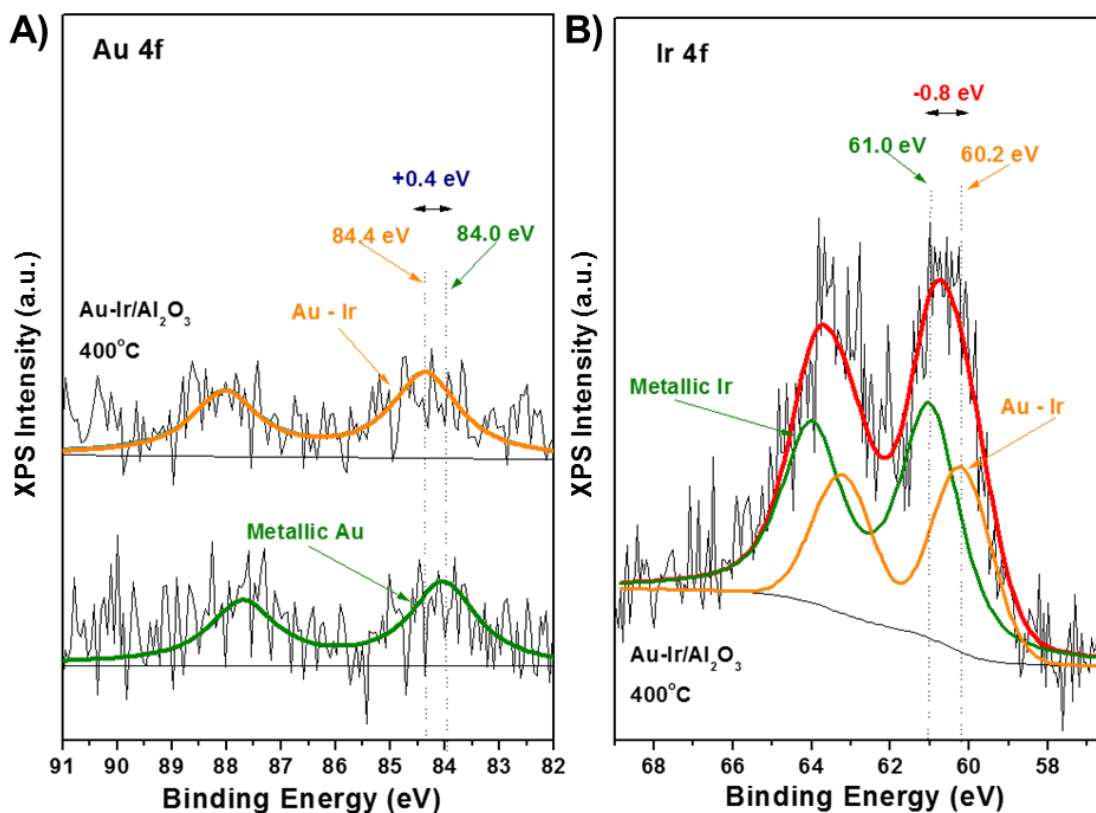 A)
Au 4f
+0.4 eV
84.4 eV
84.0 eV
Au-Ir/Al₂O₃
400°C
Au - Ir
Metallic Au
XPS Intensity (a.u.)
91 90 89 88 87 86 85 84 83 82
Binding Energy (eV)
B)
Ir 4f
-0.8 eV
61.0 eV
60.2 eV
Metallic Ir
Au - Ir
Au-Ir/Al₂O₃
400°C
XPS Intensity (a.u.)
68 66 64 62 60 58
Binding Energy (eV)